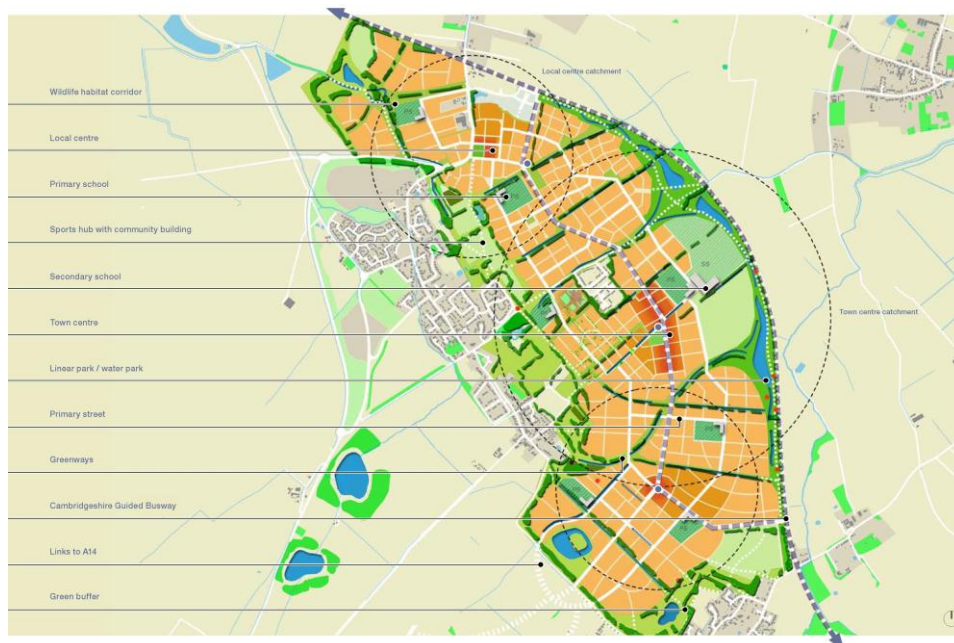 Local centre catchment
Wildlife habitat corridor
Local centre
Primary school
Sports hub with community building
Secondary school
Town centre
Town centre catchment
Linear park / water park
Primary street
Greenways
Cambridgeshire Guided Busway
Links to A14
Green buffer